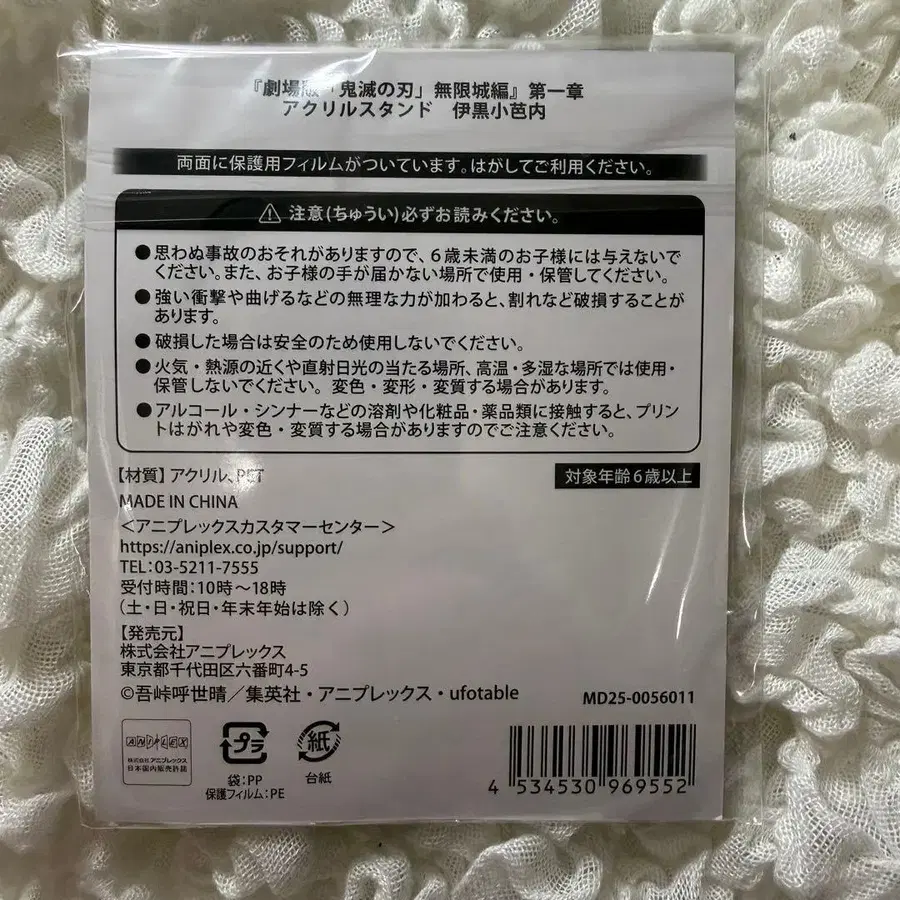 『劇場版「鬼滅の刃」無限城編』第一章
アクリルスタンド 伊黒小芭内
両面に保護用フィルムがついています。はがしてご利用ください。
注意(ちゅうい)必ずお読みください。
●思わぬ事故のおそれがありますので、6歳未満のお子様には与えないで
ください。また、お子様の手が届かない場所で使用・保管してください。
●強い衝撃や曲げるなどの無理な力が加わると、割れなど破損することが
あります。
●破損した場合は安全のため使用しないでください。
●火気・熱源の近くや直射日光の当たる場所、高温・多湿な場所では使用・
保管しないでください。変色・変形・変質する場合があります。
●アルコール・シンナーなどの溶剤や化粧品・薬品類に接触すると、プリン
トはがれや変色・変質する場合がありますのでご注意ください。
【材質】アクリル、PET
対象年齢6歳以上
MADE IN CHINA
<アニプレックスカスタマーセンター>
https://aniplex.co.jp/support/
TEL:03-5211-7555
受付時間:10時~18時
(土・日・祝日・年末年始は除く)
【発売元】
株式会社アニプレックス
東京都千代田区六番町4-5
©吾峠呼世晴/集英社・アニプレックス・ufotable
MD25-0056011
ANIPLEX
株式会社アニプレックス
日本国内販売許諾
プラ
袋:PP
保護フィルム:PE
紙
台紙
4 534530 969552